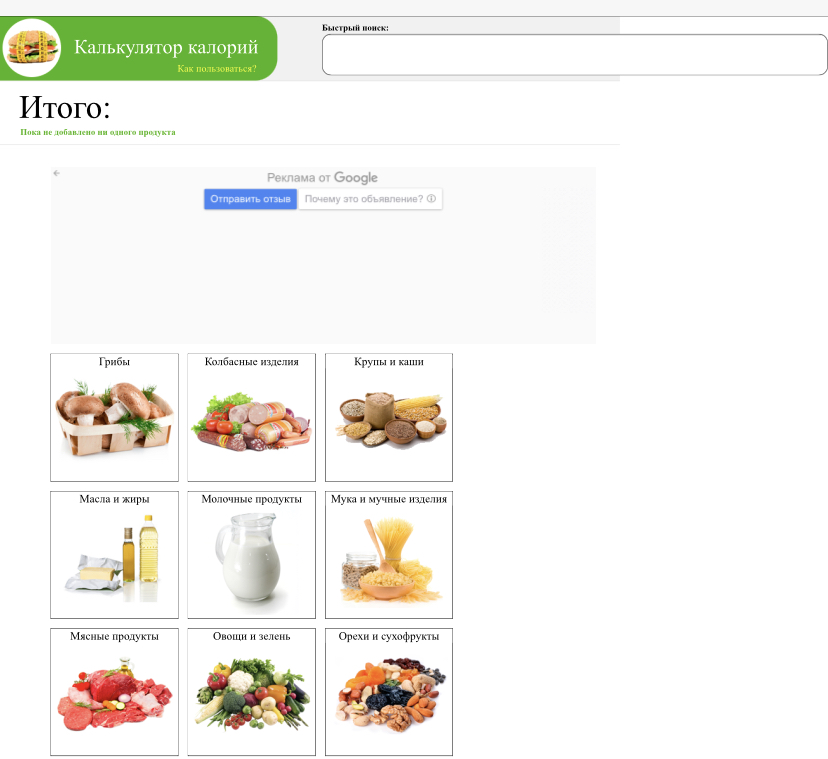 Калькулятор калорий
Как пользоваться?
Быстрый поиск:
Итого:
Пока не добавлено ни одного продукта
Реклама от Google
Отправить отзыв
Почему это объявление?
Грибы
Колбасные изделия
Крупы и каши
Масла и жиры
Молочные продукты
Мука и мучные изделия
Мясные продукты
Овощи и зелень
Орехи и сухофрукты